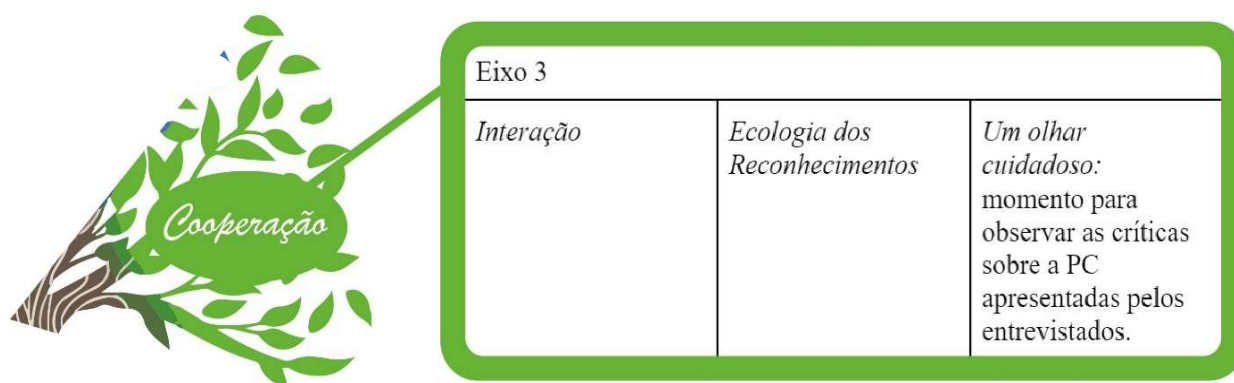 Cooperação
Eixo 3
Interação
Ecologia dos
Reconhecimentos
Um olhar
cuidadoso:
momento para
observar as críticas
sobre a PC
apresentadas pelos
entrevistados.